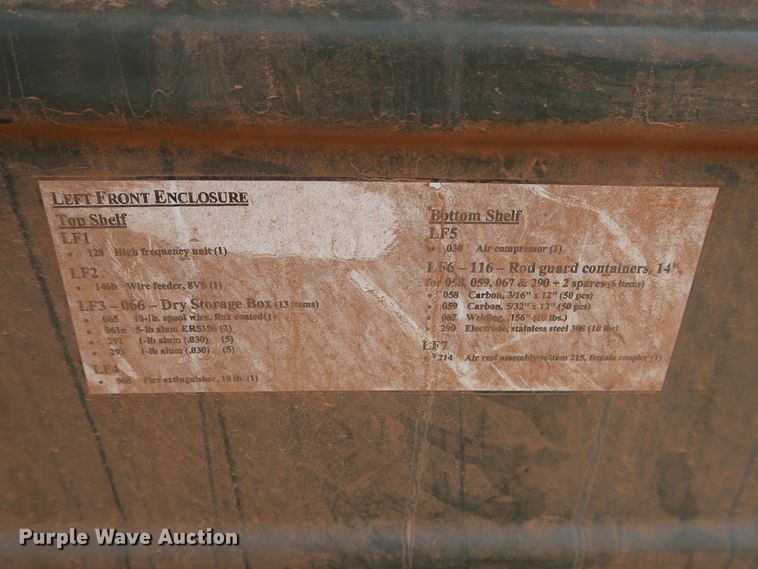 LEFT FRONT ENCLOSURE
Top Shelf
LF1
• 128 High frequency unit (1)
LF2
• 146b Wire feeder, 8VS (1)
LF3 – 066 – Dry Storage Box (13 items)
• 065 10-lb. spool wire, flux coated (1)
• 061a 5-lb alum ER5356 (2)
• 292 1-lb alum (.030) (5)
• 293 1-lb alum (.030) (5)
LF4
• 068 Fire extinguisher, 10 lb. (1)
Bottom Shelf
LF5
• 030 Air compressor (1)
LF6 – 116 – Rod guard containers, 14",
for 058, 059, 067 & 290 + 2 spares (6 items)
• 058 Carbon, 3/16" x 12" (50 pcs)
• 059 Carbon, 5/32" x 12" (50 pcs)
• 067 Welding, .156" (10 lbs.)
• 290 Electrode, stainless steel 308 (10 lbs)
LF7
• 214 Air reel assembly w/item 215, female coupler (1)
Purple Wave Auction